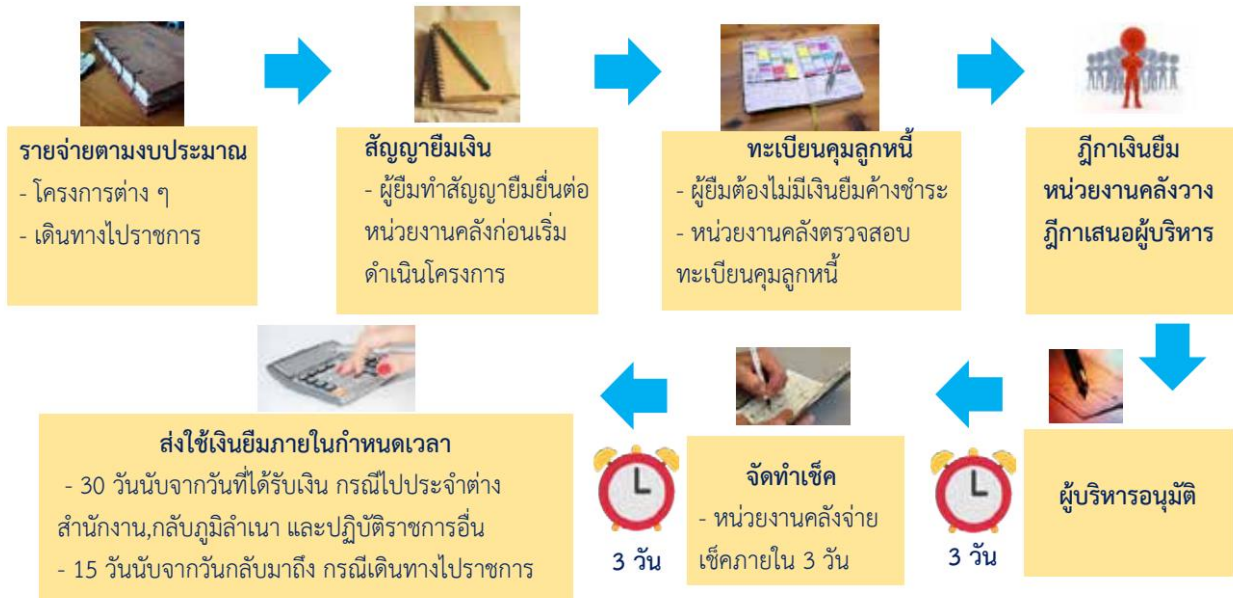 รายจ่ายตามงบประมาณ
- โครงการต่าง ๆ
- เดินทางไปราชการ
สัญญายืมเงิน
- ผู้ยืมทำสัญญายืมยื่นต่อ
หน่วยงานคลังก่อนเริ่ม
ดำเนินโครงการ
ทะเบียนคุมลูกหนี้
- ผู้ยืมต้องไม่มีเงินยืมค้างชำระ
- หน่วยงานคลังตรวจสอบ
ทะเบียนคุมลูกหนี้
ฎีกาเงินยืม
หน่วยงานคลังวาง
ฎีกาเสนอผู้บริหาร
ผู้บริหารอนุมัติ
3 วัน
จัดทำเช็ค
- หน่วยงานคลังจ่าย
เช็คภายใน 3 วัน
3 วัน
ส่งใช้เงินยืมภายในกำหนดเวลา
- 30 วันนับจากวันที่ได้รับเงิน กรณีไปประจำต่าง
สำนักงาน,กลับภูมิลำเนา และปฏิบัติราชการอื่น
- 15 วันนับจากวันกลับมาถึง กรณีเดินทางไปราชการ